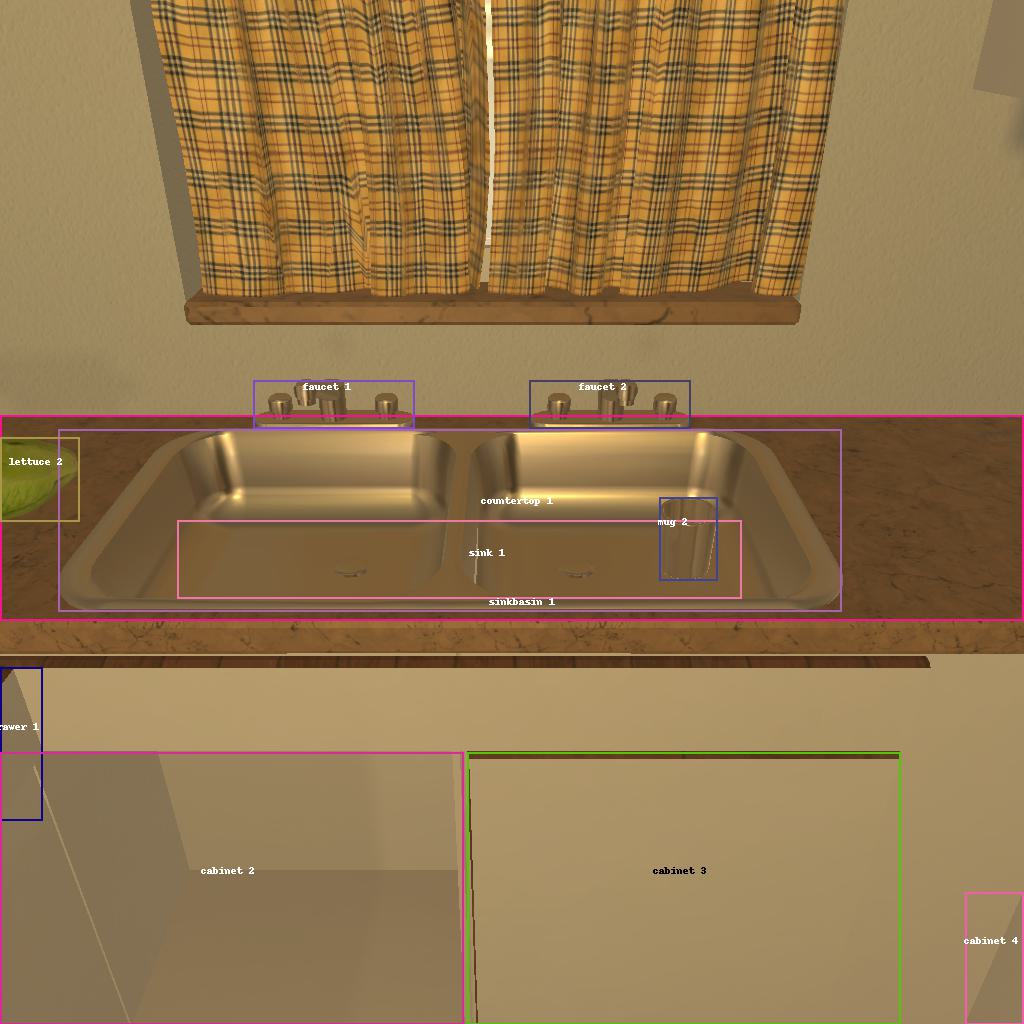 faucet 1
faucet 2
lettuce 2
countertop 1
mug 2
sink 1
sinkbasin 1
rawer 1
cabinet 2
cabinet 3
cabinet 4